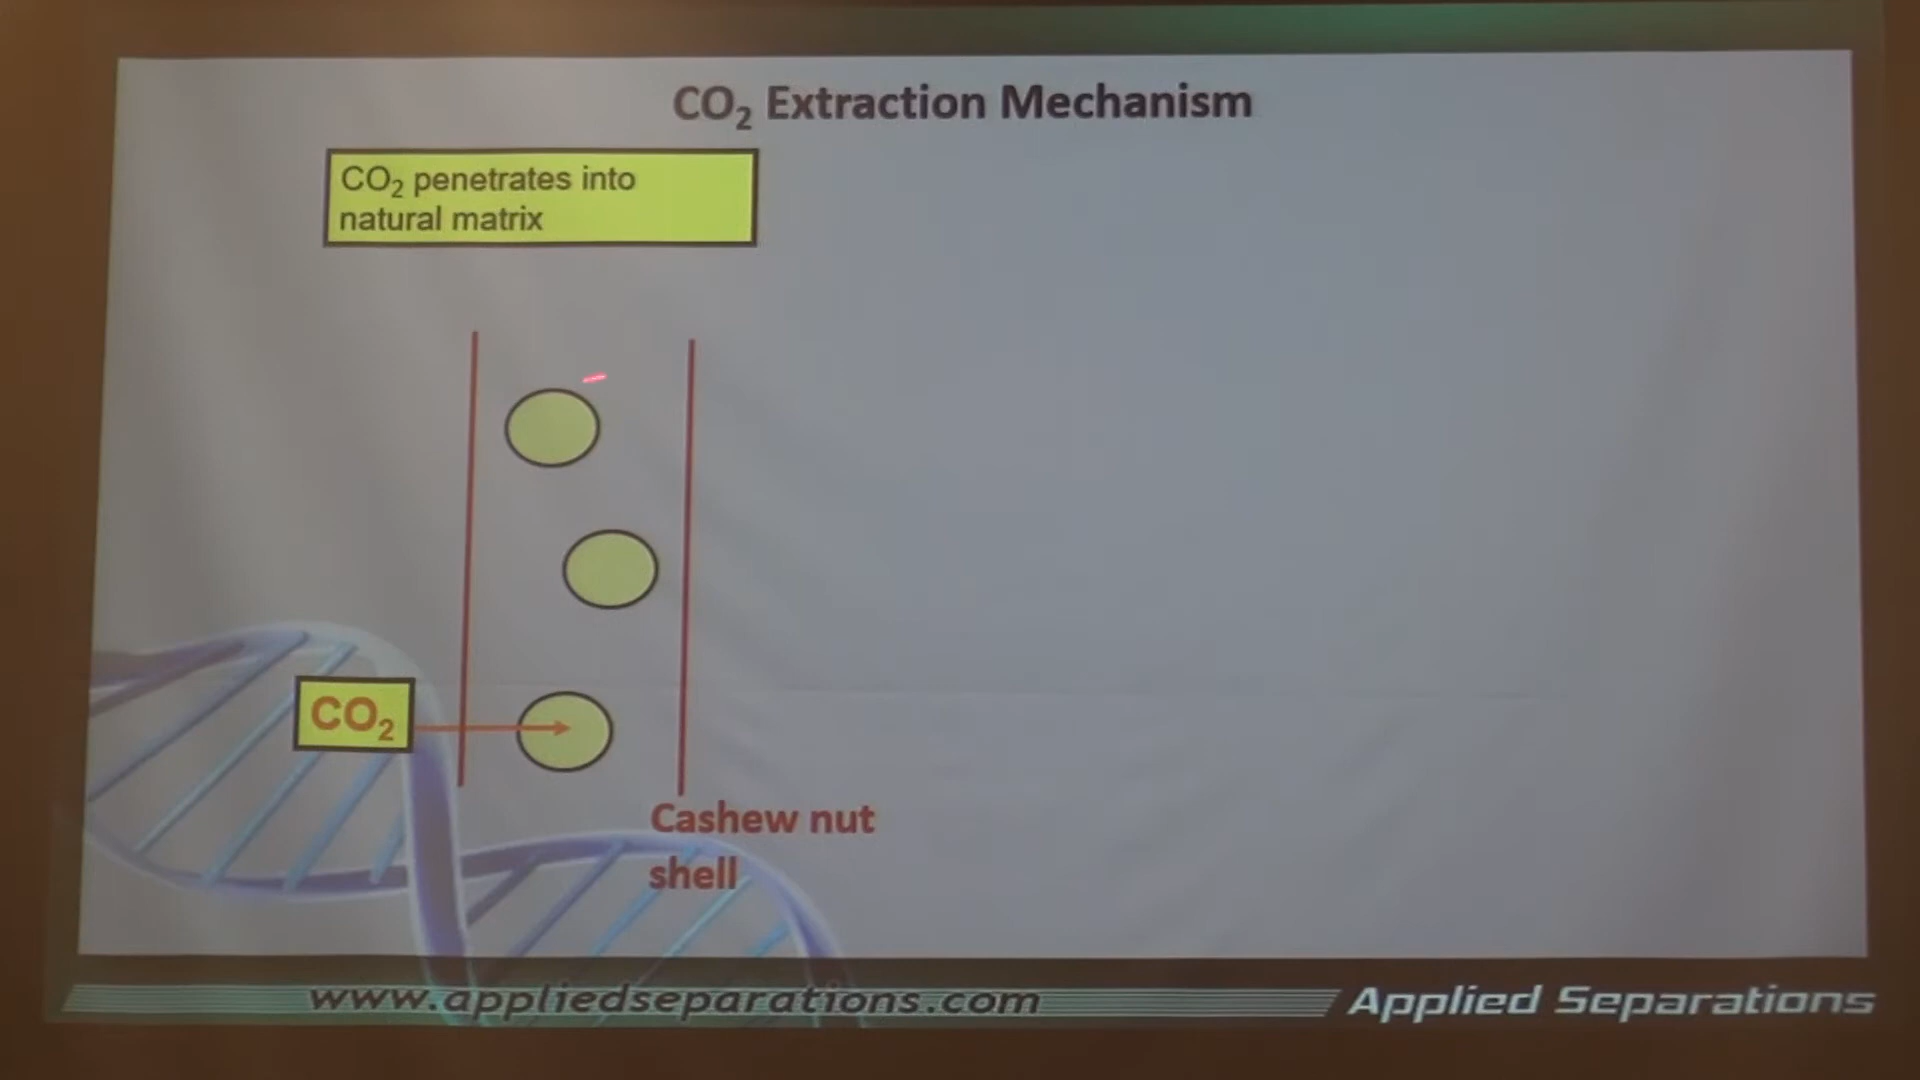 CO₂ Extraction Mechanism
CO₂ penetrates into
natural matrix
CO₂
Cashew nut
shell
www.appliedseparations.com
Applied Separations